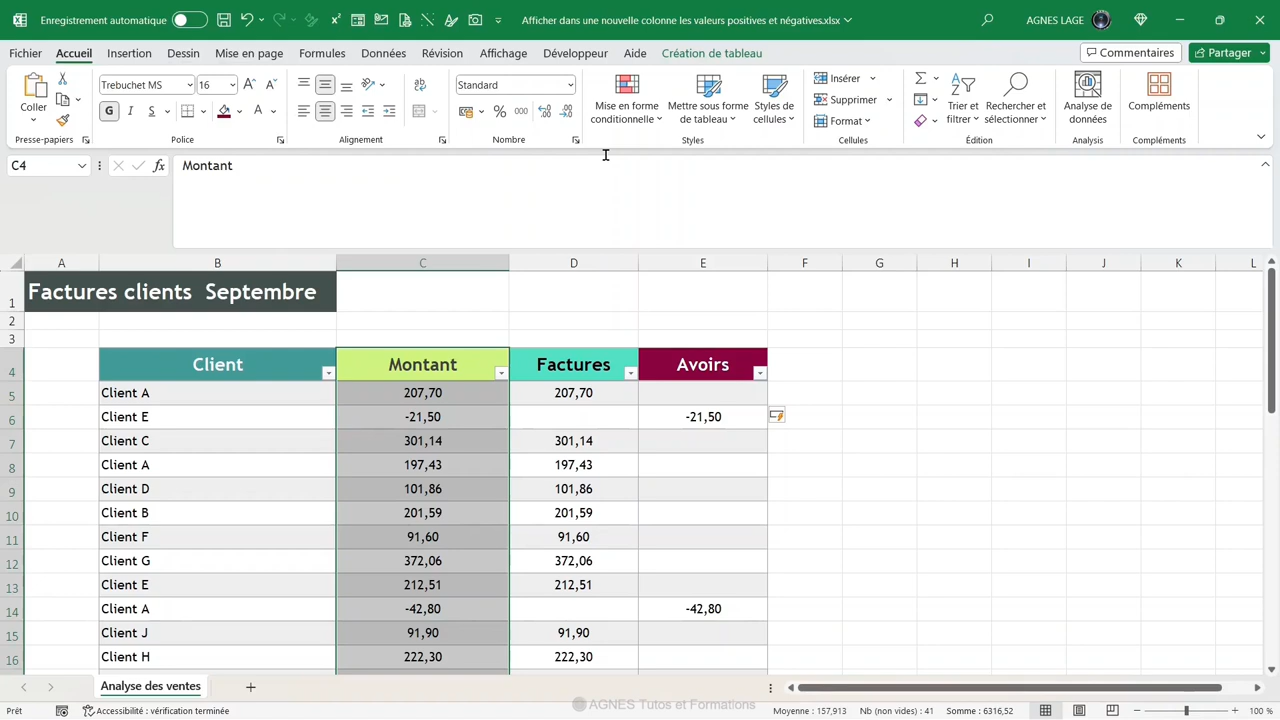 Enregistrement automatique
Afficher dans une nouvelle colonne les valeurs positives et négatives.xlsx
AGNES LAGE
Fichier Accueil Insertion Dessin Mise en page Formules Données Révision Affichage Développeur Aide Création de tableau
Commentaires Partager
Coller
Presse-papiers
Trebuchet MS 16
G I S
Police
Alignement
Standard
% 000
Nombre
Mise en forme conditionnelle
Mettre sous forme de tableau
Styles de cellules
Styles
Insérer
Supprimer
Format
Cellules
Trier et filtrer
Rechercher et sélectionner
Édition
Analyse de données
Analyse
Compléments
Compléments
C4 fx Montant
A B C D E F G H I J K L
1 Factures clients Septembre
2
3
4 Client Montant Factures Avoirs
5 Client A 207,70 207,70
6 Client E -21,50 -21,50
7 Client C 301,14 301,14
8 Client A 197,43 197,43
9 Client D 101,86 101,86
10 Client B 201,59 201,59
11 Client F 91,60 91,60
12 Client G 372,06 372,06
13 Client E 212,51 212,51
14 Client A -42,80 -42,80
15 Client J 91,90 91,90
16 Client H 222,30 222,30
Analyse des ventes
AGNES Tutos et Formations
Prêt Accessibilité : vérification terminée Moyenne : 157,913 Nb (non vides) : 41 Somme : 6316,52 100 %